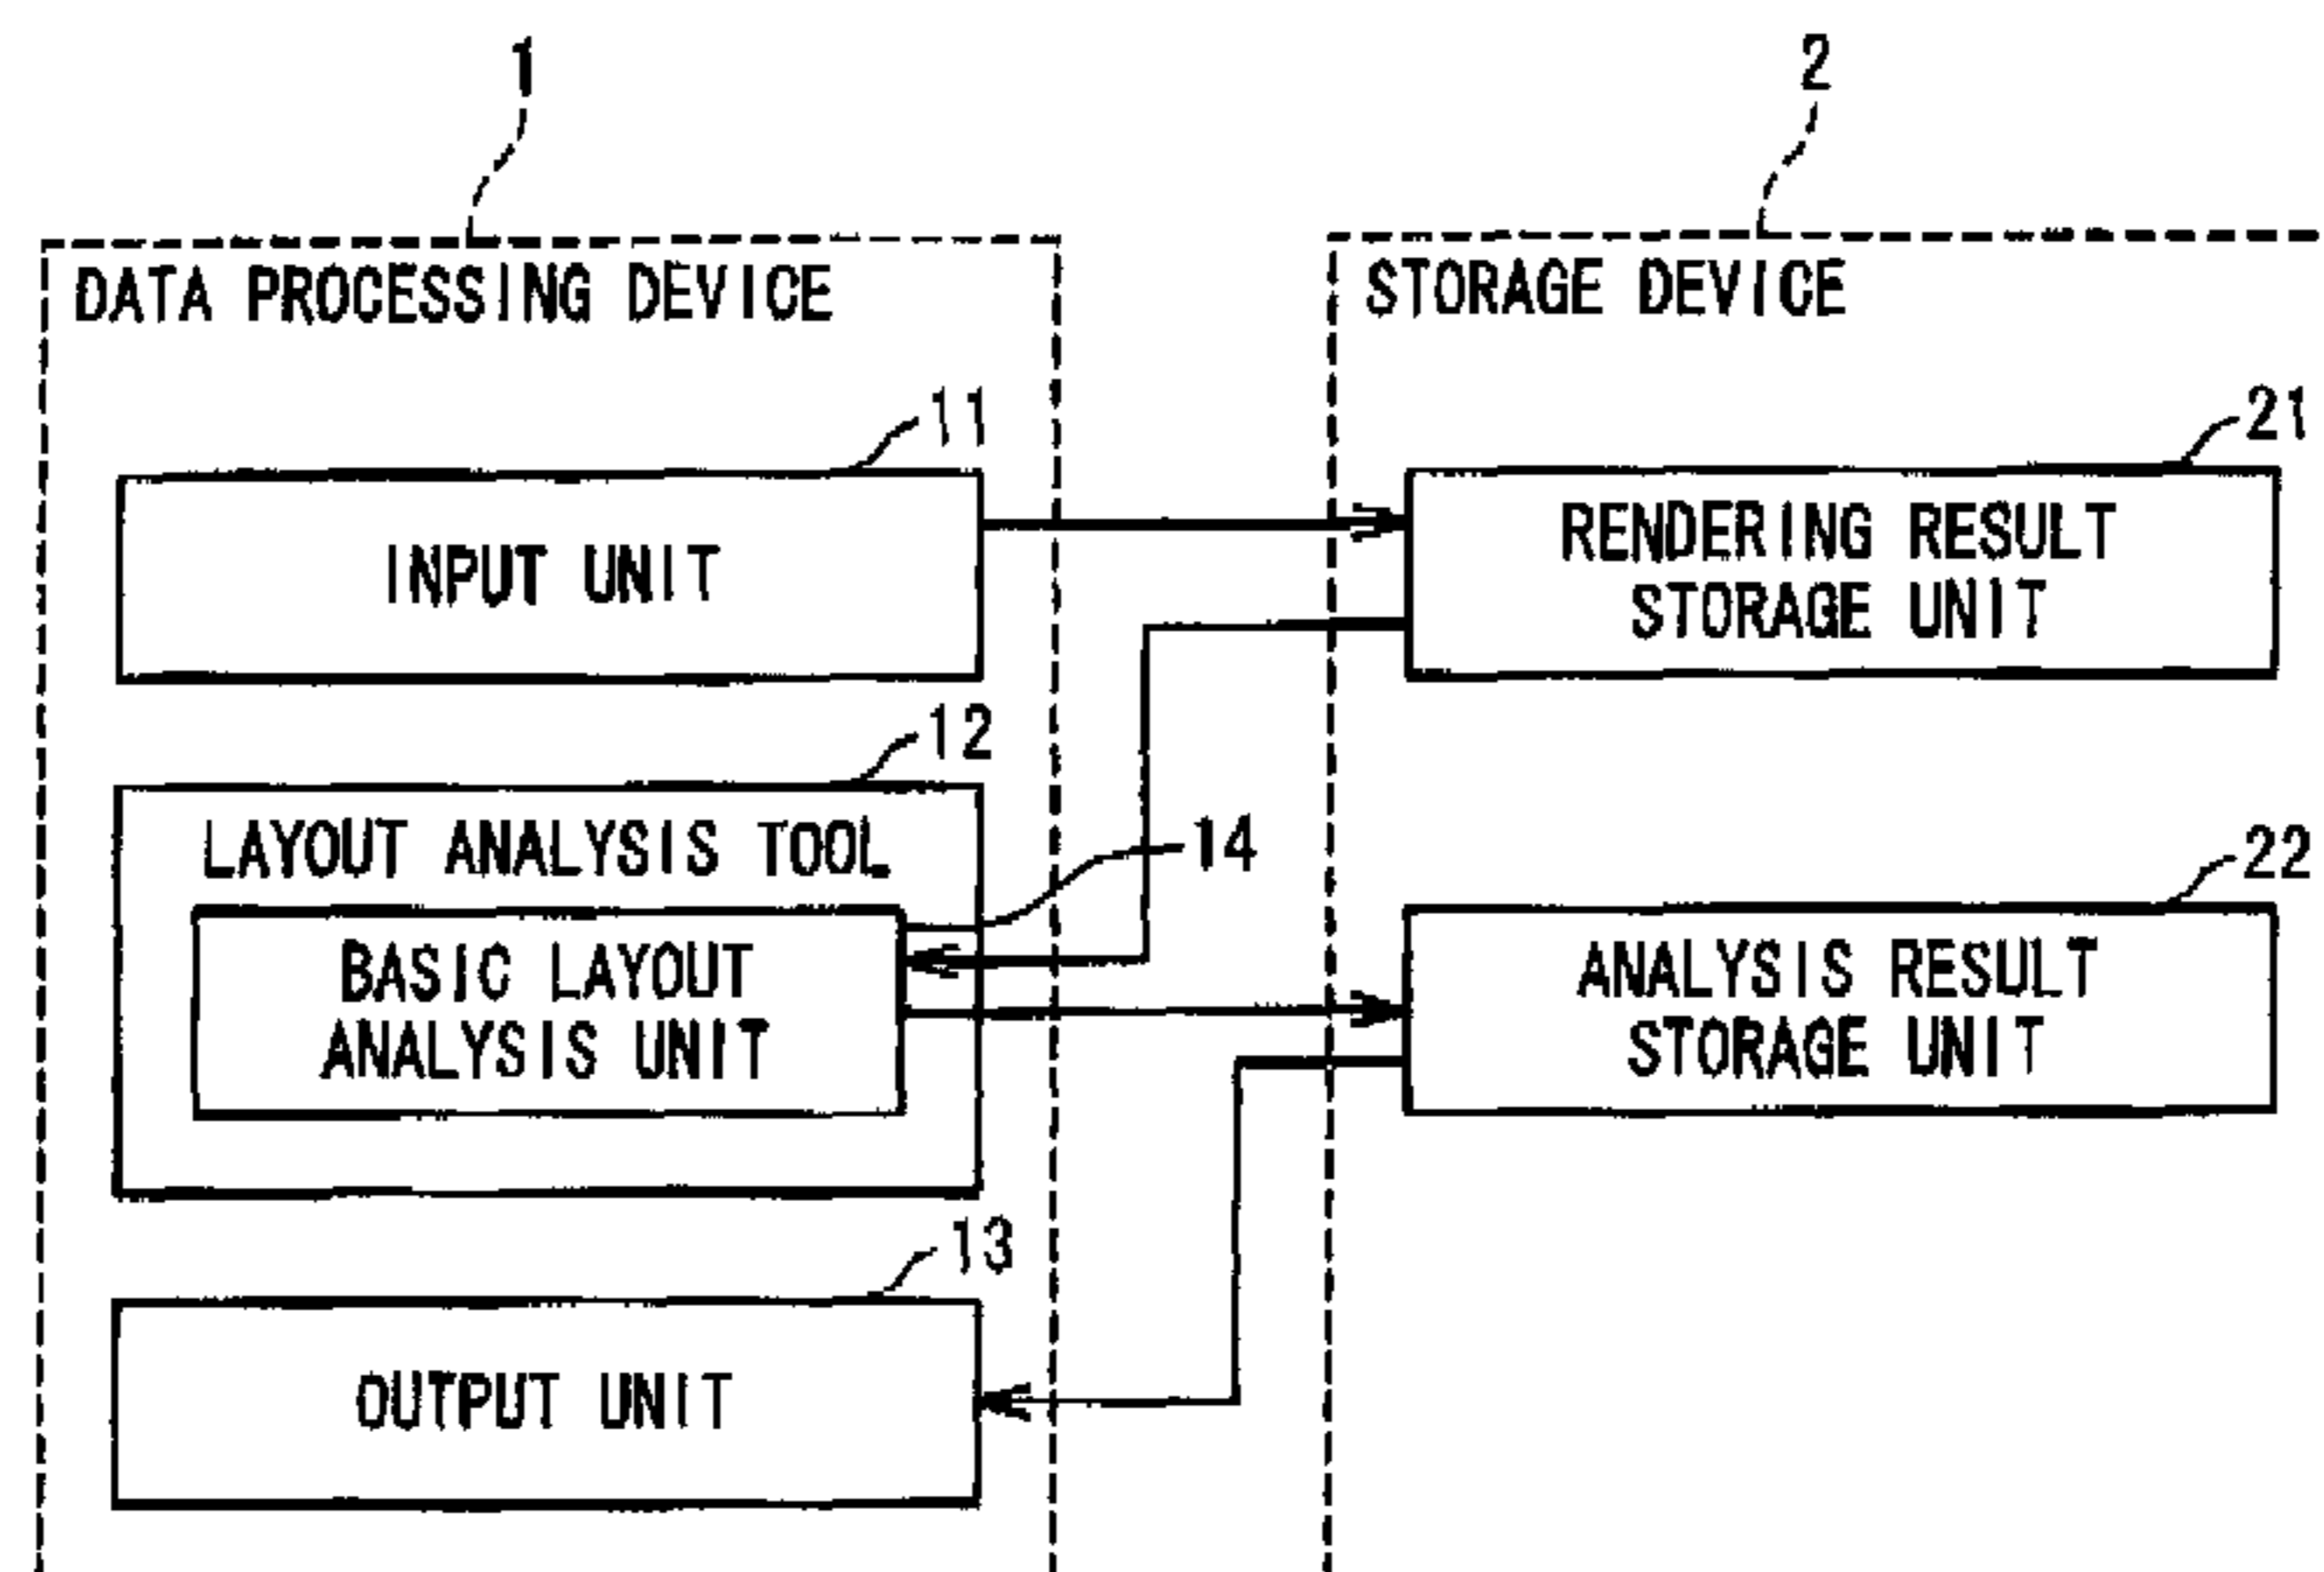 1
2
DATA PROCESSING DEVICE
STORAGE DEVICE
11
21
INPUT UNIT
RENDERING RESULT
STORAGE UNIT
12
LAYOUT ANALYSIS TOOL
14
22
BASIC LAYOUT
ANALYSIS UNIT
ANALYSIS RESULT
STORAGE UNIT
13
OUTPUT UNIT